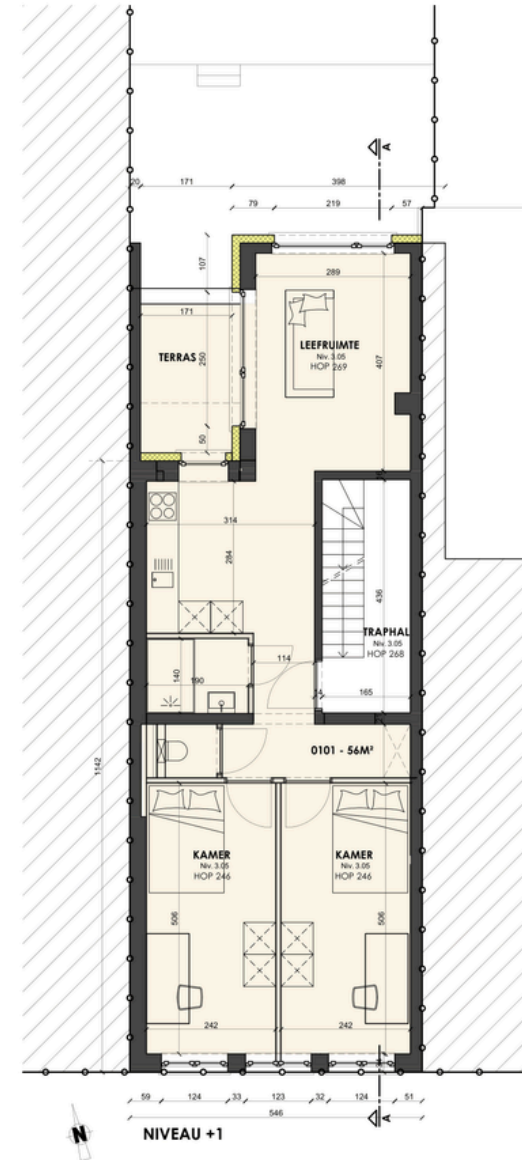 A
20 171 398
79 219 57
107
289
171
TERRAS
250
LEEFRUIMTE
Niv. 3.05
HOP 269
407
50
314
284
436
TRAPHAL
Niv. 3.05
HOP 268
140
190
114
14 165
0101 - 56M²
1142
KAMER
Niv. 3.05
HOP 246
KAMER
Niv. 3.05
HOP 246
506
506
242
242
59 124 33 123 32 124 51
546
A
N
NIVEAU +1